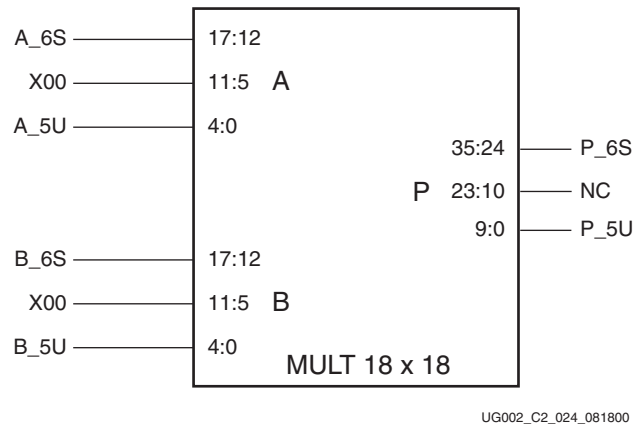 A_6S 17:12
X00 11:5 A
A_5U 4:0
35:24 P_6S
P 23:10 NC
9:0 P_5U
B_6S 17:12
X00 11:5 B
B_5U 4:0
MULT 18 x 18
UG002_C2_024_081800